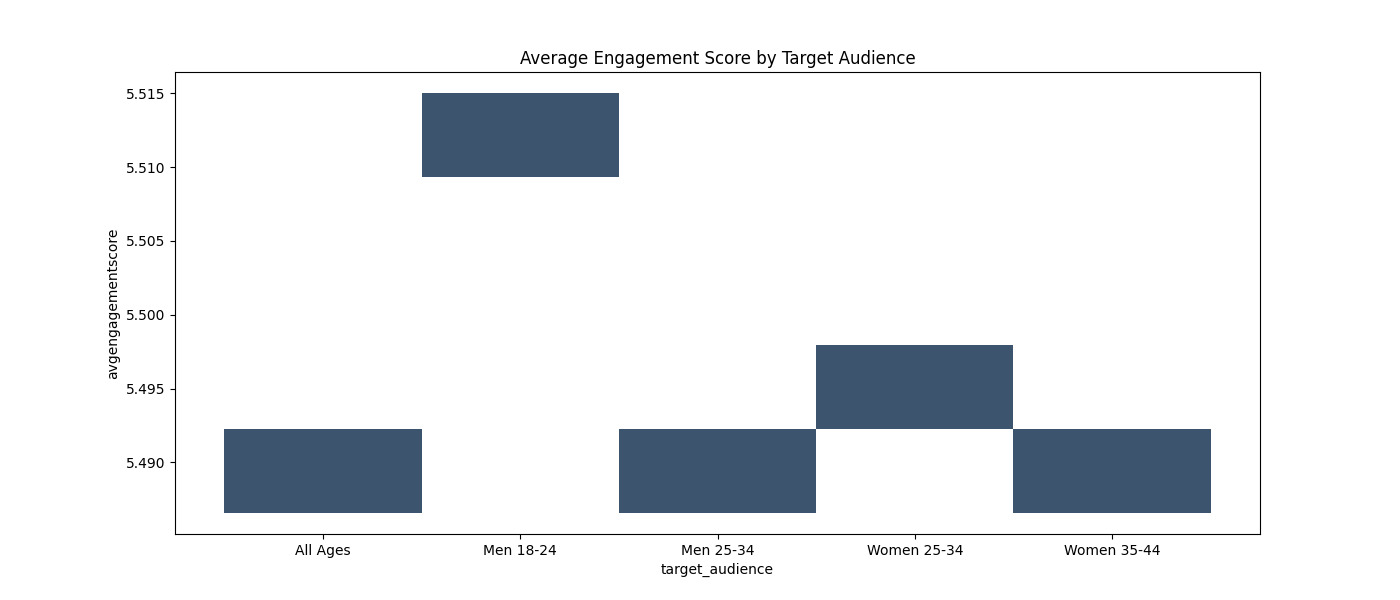 Average Engagement Score by Target Audience
5.515
5.510
5.505
5.500
5.495
5.490
avgengagementscore
All Ages
Men 18-24
Men 25-34
Women 25-34
Women 35-44
target_audience